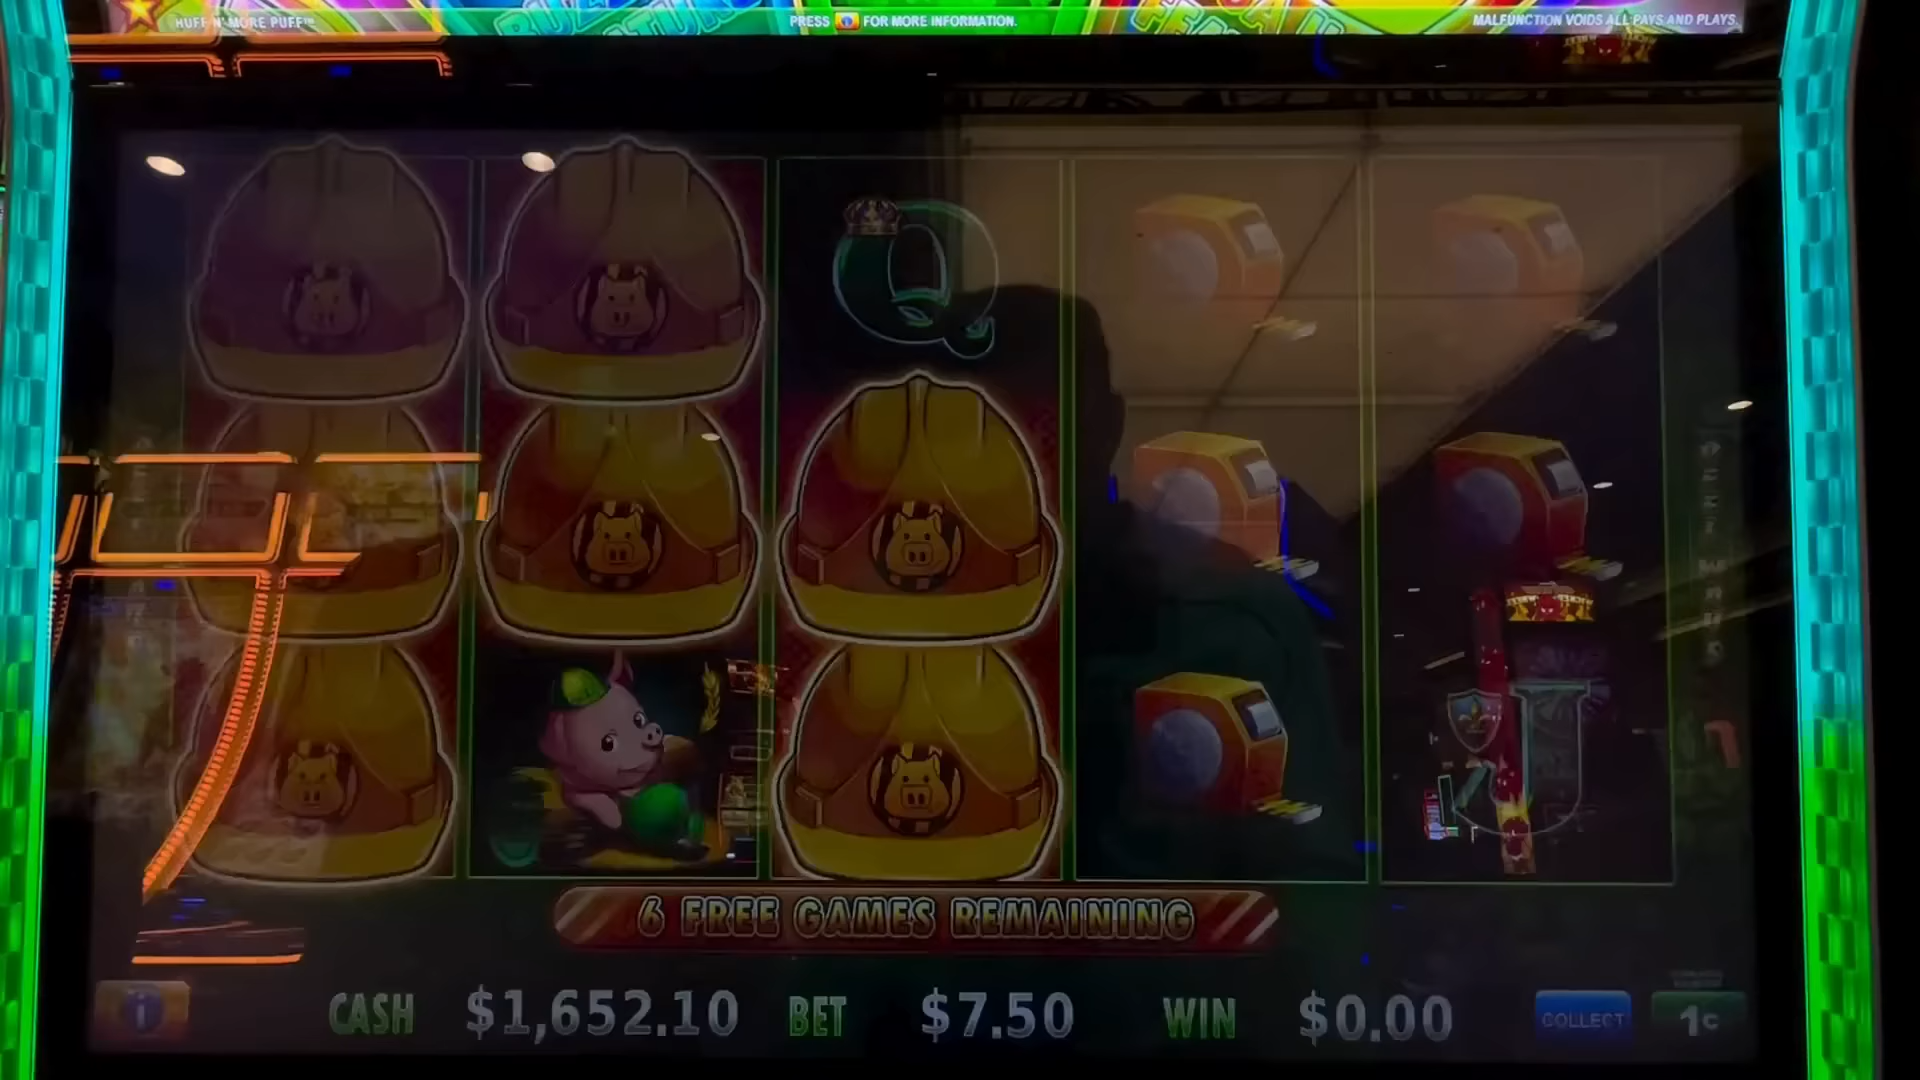 HUFF N' MORE PUFF™
PRESS i FOR MORE INFORMATION.
MALFUNCTION VOIDS ALL PAYS AND PLAYS.
Q
J
6 FREE GAMES REMAINING
i
CASH $1,652.10 BET $7.50 WIN $0.00
COLLECT
1¢